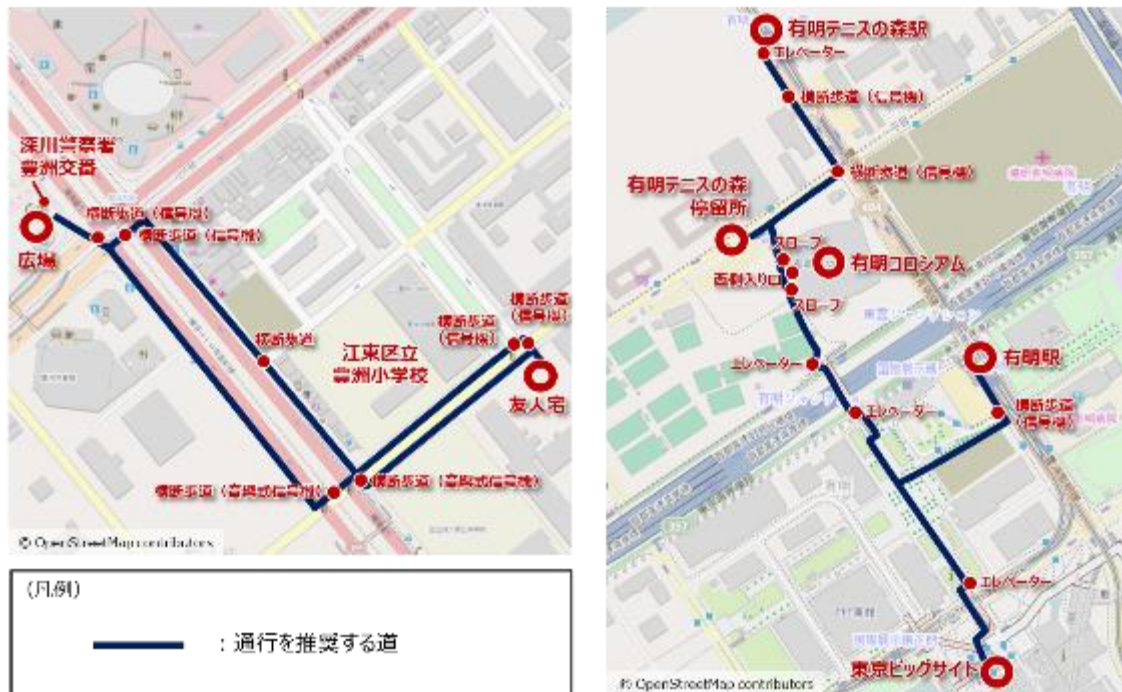 深川警察署
豊洲交番
広場
横断歩道（信号機）
横断歩道（信号機）
横断歩道
江東区立
豊洲小学校
横断歩道
（信号機）
横断歩道
（信号機）
友人宅
横断歩道（音響式信号機）
横断歩道（音響式信号機）
© OpenStreetMap contributors
（凡例）
：通行を推奨する道
有明テニスの森駅
エレベーター
横断歩道（信号機）
横断歩道（信号機）
有明テニスの森
停留所
スロープ
有明コロシアム
西側入り口
スロープ
エレベーター
有明駅
エレベーター
横断歩道
（信号機）
エレベーター
東京ビッグサイト
© OpenStreetMap contributors
357
357